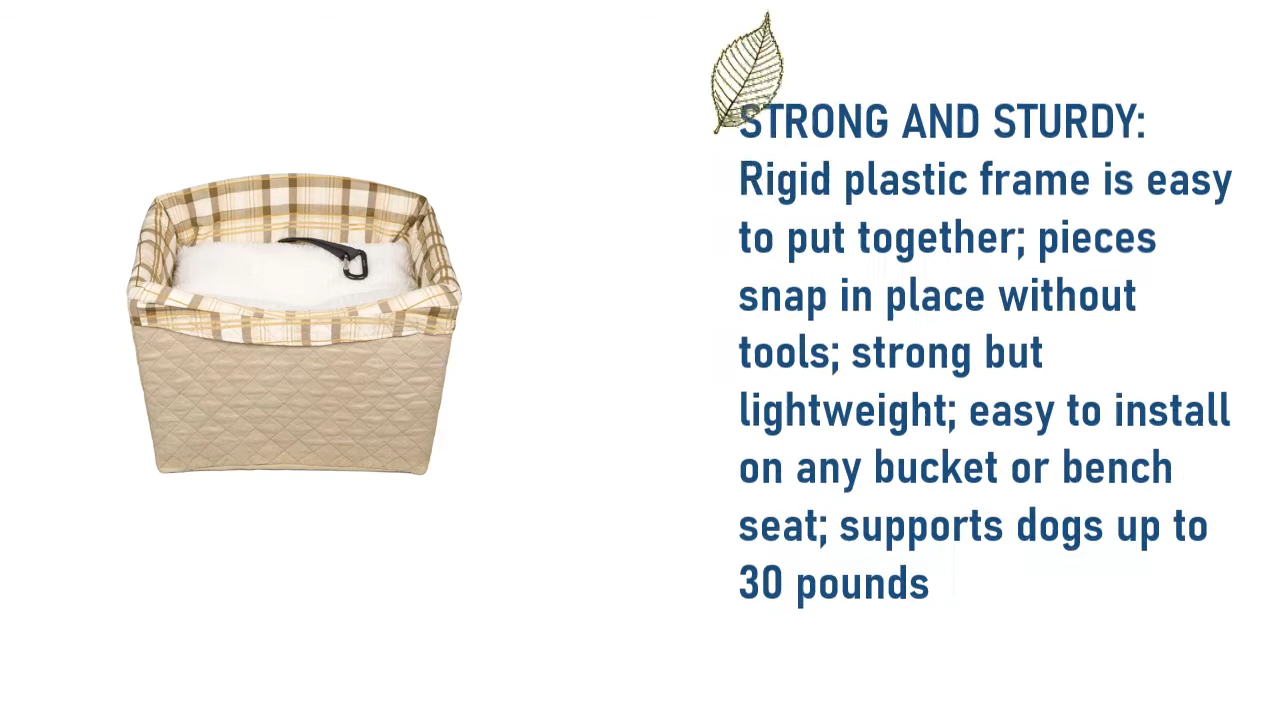 STRONG AND STURDY:
Rigid plastic frame is easy
to put together; pieces
snap in place without
tools; strong but
lightweight; easy to install
on any bucket or bench
seat; supports dogs up to
30 pounds